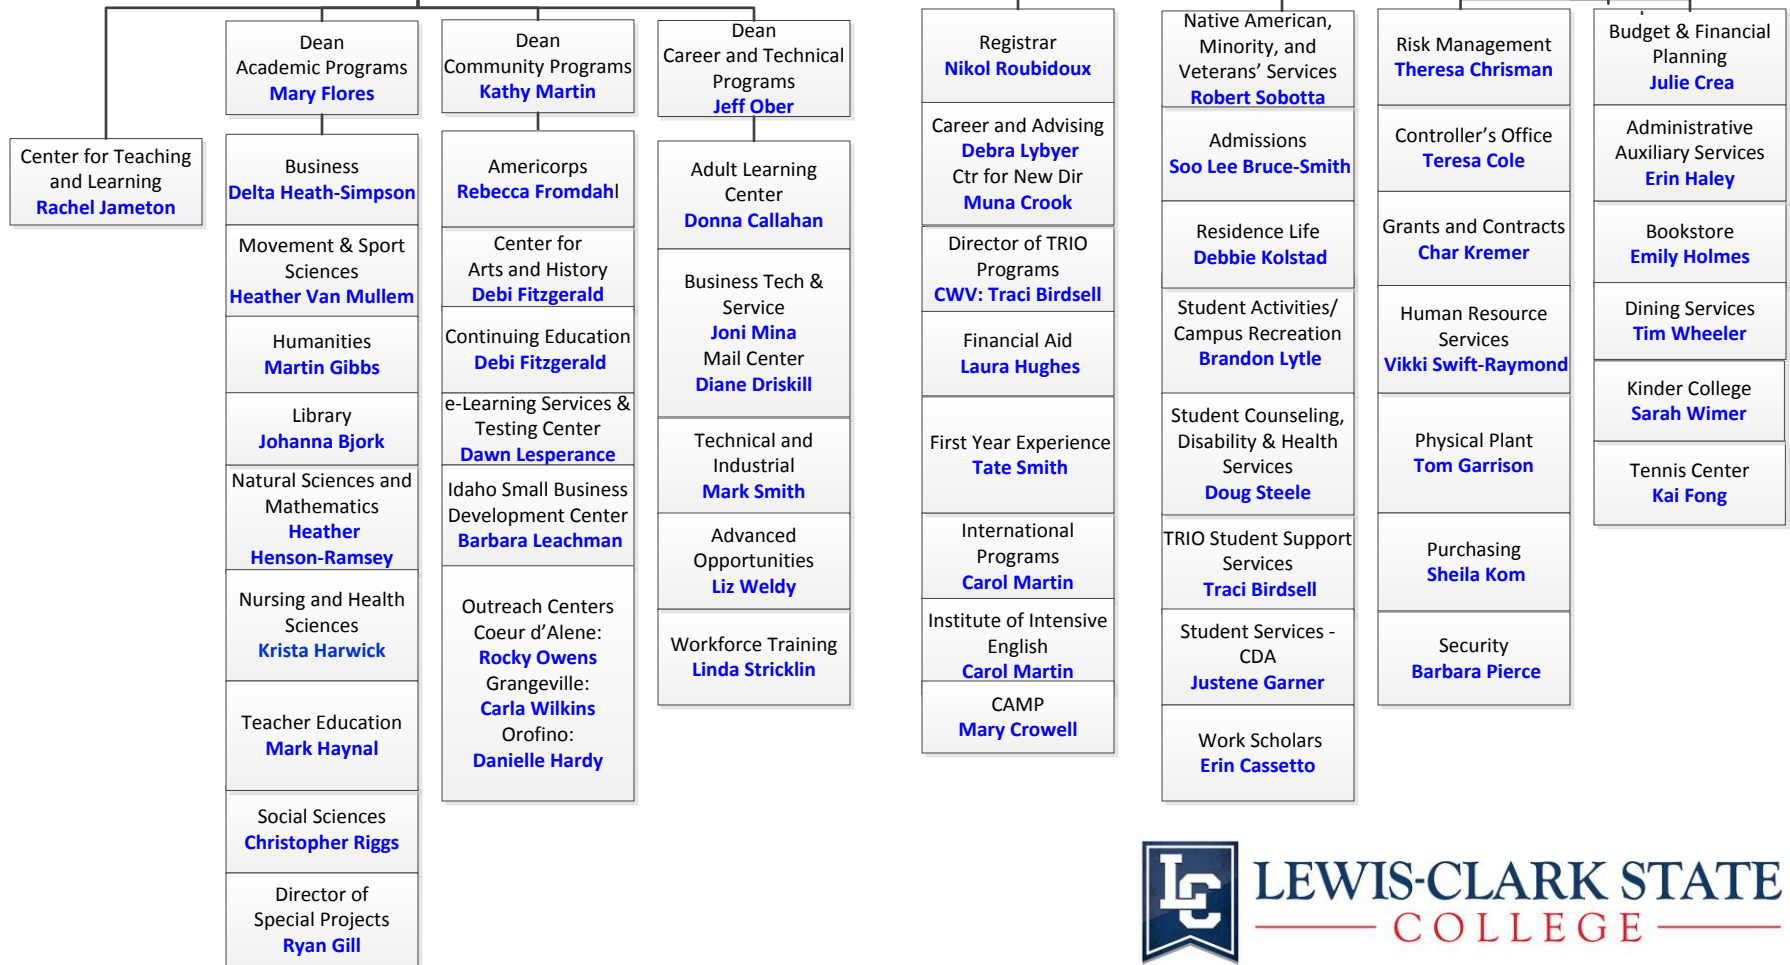 Center for Teaching
and Learning
Rachel Jameton
Dean
Academic Programs
Mary Flores
Business
Delta Heath-Simpson
Movement & Sport
Sciences
Heather Van Mullem
Humanities
Martin Gibbs
Library
Johanna Bjork
Natural Sciences and
Mathematics
Heather
Henson-Ramsey
Nursing and Health
Sciences
Krista Harwick
Teacher Education
Mark Haynal
Social Sciences
Christopher Riggs
Director of
Special Projects
Ryan Gill
Dean
Community Programs
Kathy Martin
Americorps
Rebecca Fromdahl
Center for
Arts and History
Debi Fitzgerald
Continuing Education
Debi Fitzgerald
e-Learning Services &
Testing Center
Dawn Lesperance
Idaho Small Business
Development Center
Barbara Leachman
Outreach Centers
Coeur d’Alene:
Rocky Owens
Grangeville:
Carla Wilkins
Orofino:
Danielle Hardy
Dean
Career and Technical
Programs
Jeff Ober
Adult Learning
Center
Donna Callahan
Business Tech &
Service
Joni Mina
Mail Center
Diane Driskill
Technical and
Industrial
Mark Smith
Advanced
Opportunities
Liz Weldy
Workforce Training
Linda Stricklin
Registrar
Nikol Roubidoux
Career and Advising
Debra Lybyer
Ctr for New Dir
Muna Crook
Director of TRIO
Programs
CWV: Traci Birdsell
Financial Aid
Laura Hughes
First Year Experience
Tate Smith
International
Programs
Carol Martin
Institute of Intensive
English
Carol Martin
CAMP
Mary Crowell
Native American,
Minority, and
Veterans’ Services
Robert Sobotta
Admissions
Soo Lee Bruce-Smith
Residence Life
Debbie Kolstad
Student Activities/
Campus Recreation
Brandon Lytle
Student Counseling,
Disability & Health
Services
Doug Steele
TRIO Student Support
Services
Traci Birdsell
Student Services -
CDA
Justene Garner
Work Scholars
Erin Cassetto
Risk Management
Theresa Chrisman
Controller’s Office
Teresa Cole
Grants and Contracts
Char Kremer
Human Resource
Services
Vikki Swift-Raymond
Physical Plant
Tom Garrison
Purchasing
Sheila Kom
Security
Barbara Pierce
Budget & Financial
Planning
Julie Crea
Administrative
Auxiliary Services
Erin Haley
Bookstore
Emily Holmes
Dining Services
Tim Wheeler
Kinder College
Sarah Wimer
Tennis Center
Kai Fong
LC
LEWIS-CLARK STATE
COLLEGE